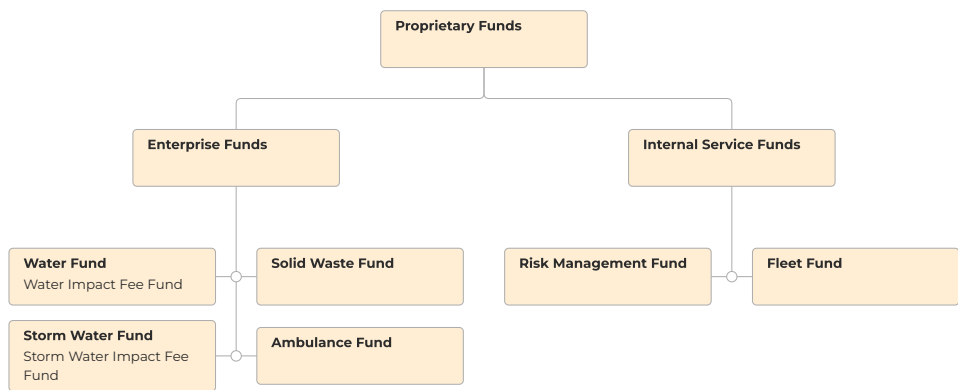 Proprietary Funds
Enterprise Funds
Internal Service Funds
Water Fund
Water Impact Fee Fund
Solid Waste Fund
Risk Management Fund
Fleet Fund
Storm Water Fund
Storm Water Impact Fee
Fund
Ambulance Fund